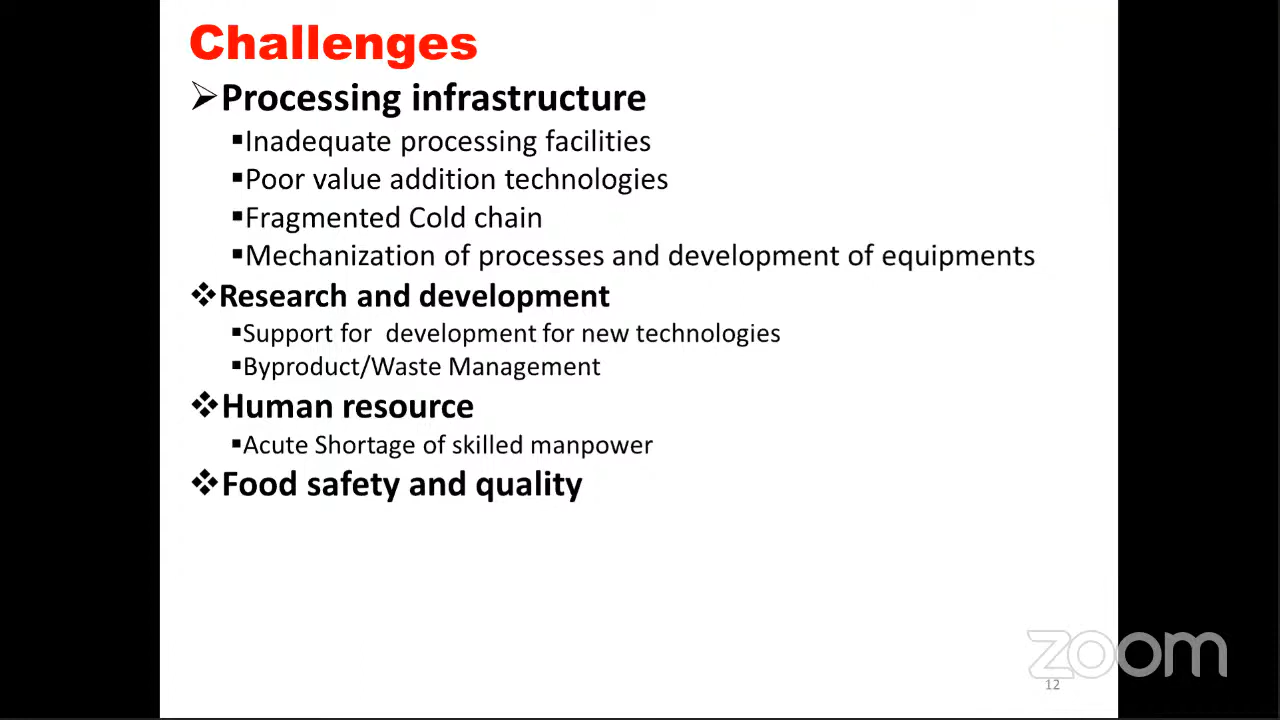 Challenges
➢Processing infrastructure
▪Inadequate processing facilities
▪Poor value addition technologies
▪Fragmented Cold chain
▪Mechanization of processes and development of equipments
❖Research and development
▪Support for  development for new technologies
▪Byproduct/Waste Management
❖Human resource
▪Acute Shortage of skilled manpower
❖Food safety and quality
zoom
12